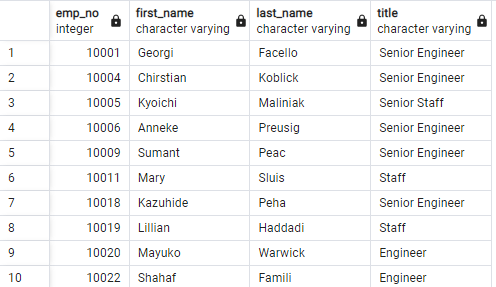 emp_no first_name last_name title
integer character varying character varying character varying
1 10001 Georgi Facello Senior Engineer
2 10004 Chirstian Koblick Senior Engineer
3 10005 Kyoichi Maliniak Senior Staff
4 10006 Anneke Preusig Senior Engineer
5 10009 Sumant Peac Senior Engineer
6 10011 Mary Sluis Staff
7 10018 Kazuhide Peha Senior Engineer
8 10019 Lillian Haddadi Staff
9 10020 Mayuko Warwick Engineer
10 10022 Shahaf Famili Engineer